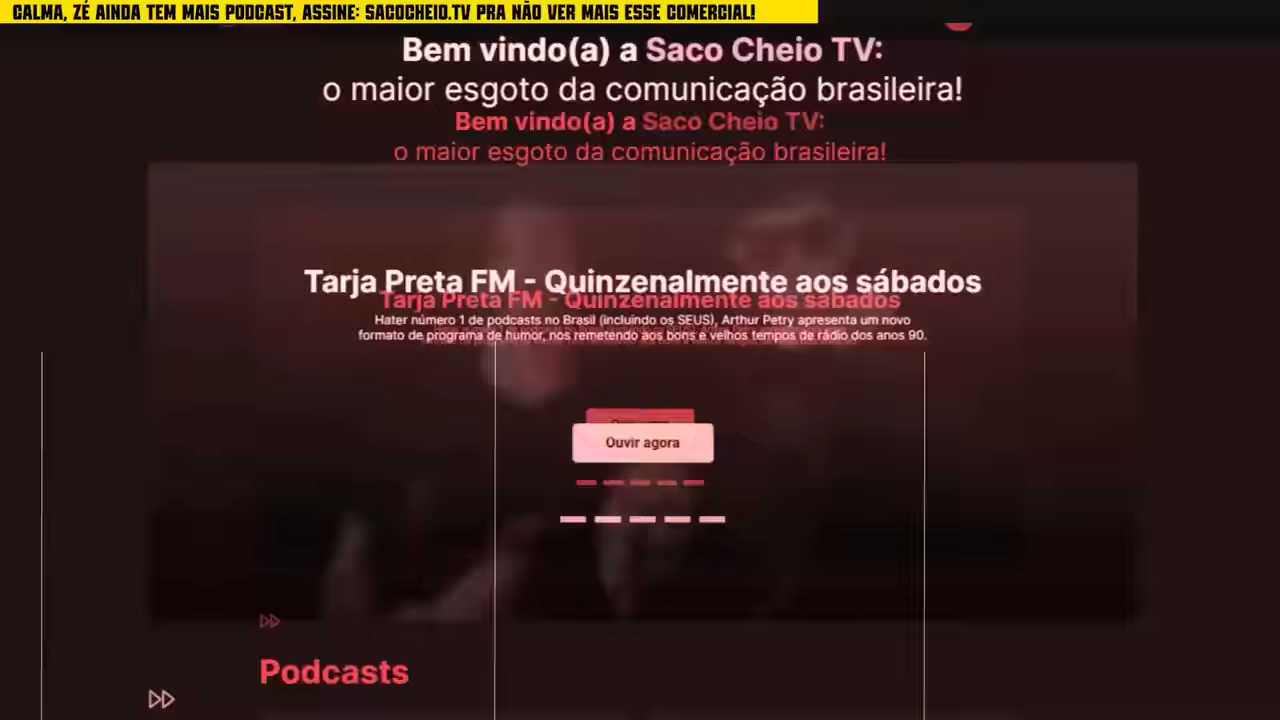 CALMA, ZÉ AINDA TEM MAIS PODCAST, ASSINE: SACOCHEIO.TV PRA NÃO VER MAIS ESSE COMERCIAL!
Bem vindo(a) a Saco Cheio TV:
o maior esgoto da comunicação brasileira!
Bem vindo(a) a Saco Cheio TV:
o maior esgoto da comunicação brasileira!
Tarja Preta FM - Quinzenalmente aos sábados
Tarja Preta FM - Quinzenalmente aos sábados
Hater número 1 de podcasts no Brasil (incluindo os SEUS), Arthur Petry apresenta um novo
formato de programa de humor, nos remetendo aos bons e velhos tempos de rádio dos anos 90.
Ouvir agora
Podcasts